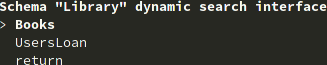 Schema "Library" dynamic search interface
> Books
UsersLoan
return